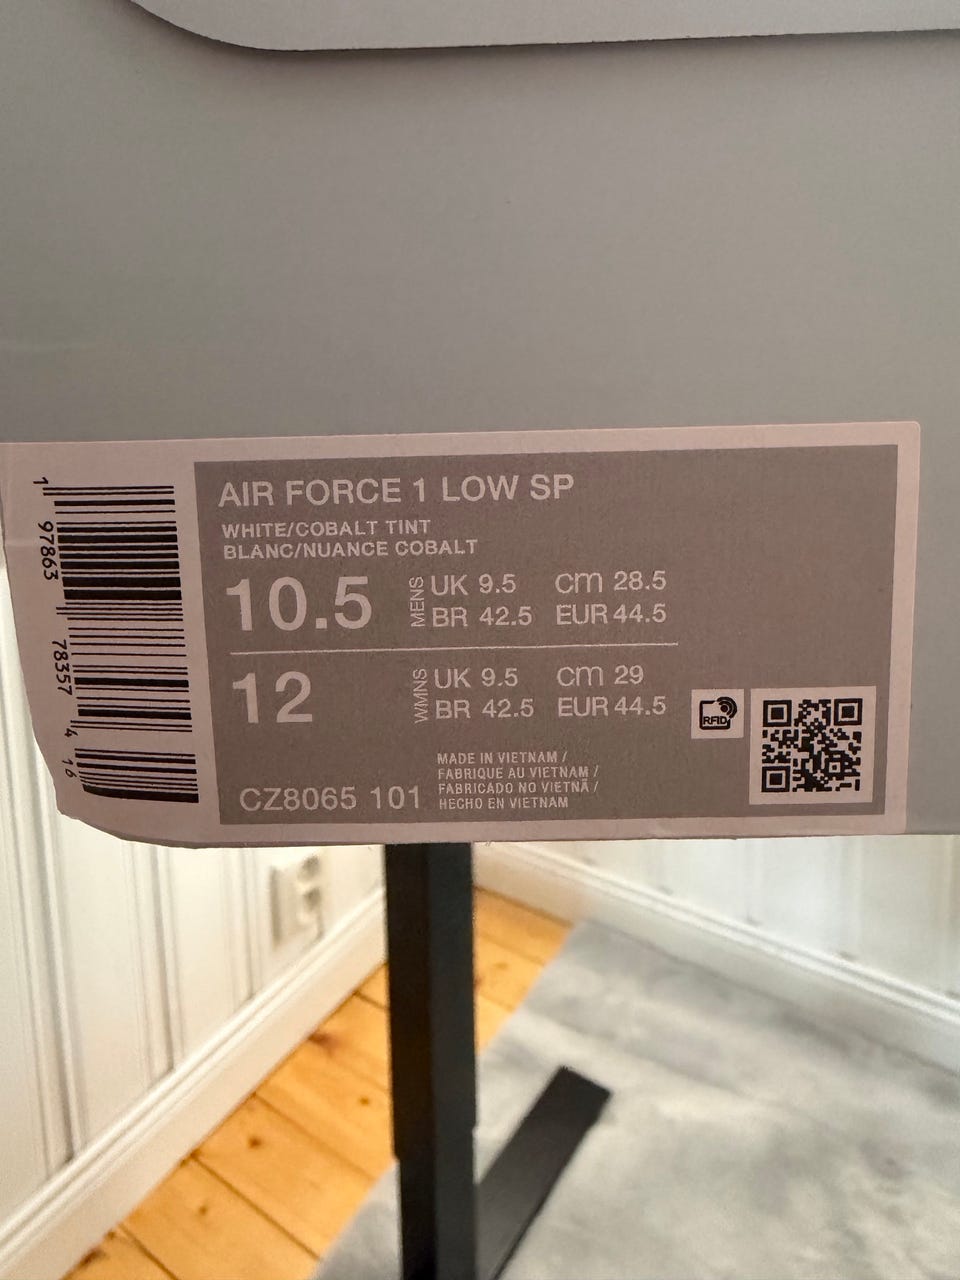 AIR FORCE 1 LOW SP
WHITE/COBALT TINT
BLANC/NUANCE COBALT
10.5 MENS UK 9.5 cm 28.5
BR 42.5 EUR 44.5
12 WMNS UK 9.5 cm 29
BR 42.5 EUR 44.5
RFID
MADE IN VIETNAM /
FABRIQUE AU VIETNAM /
FABRICADO NO VIETNÃ /
HECHO EN VIETNAM
CZ8065 101
1 97863 78357 4 16